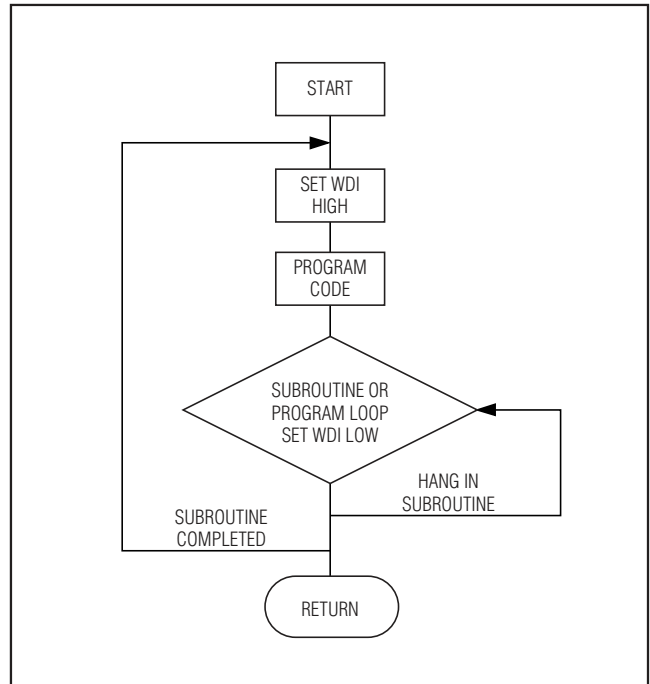 START
SET WDI
HIGH
PROGRAM
CODE
SUBROUTINE OR
PROGRAM LOOP
SET WDI LOW
HANG IN
SUBROUTINE
SUBROUTINE
COMPLETED
RETURN